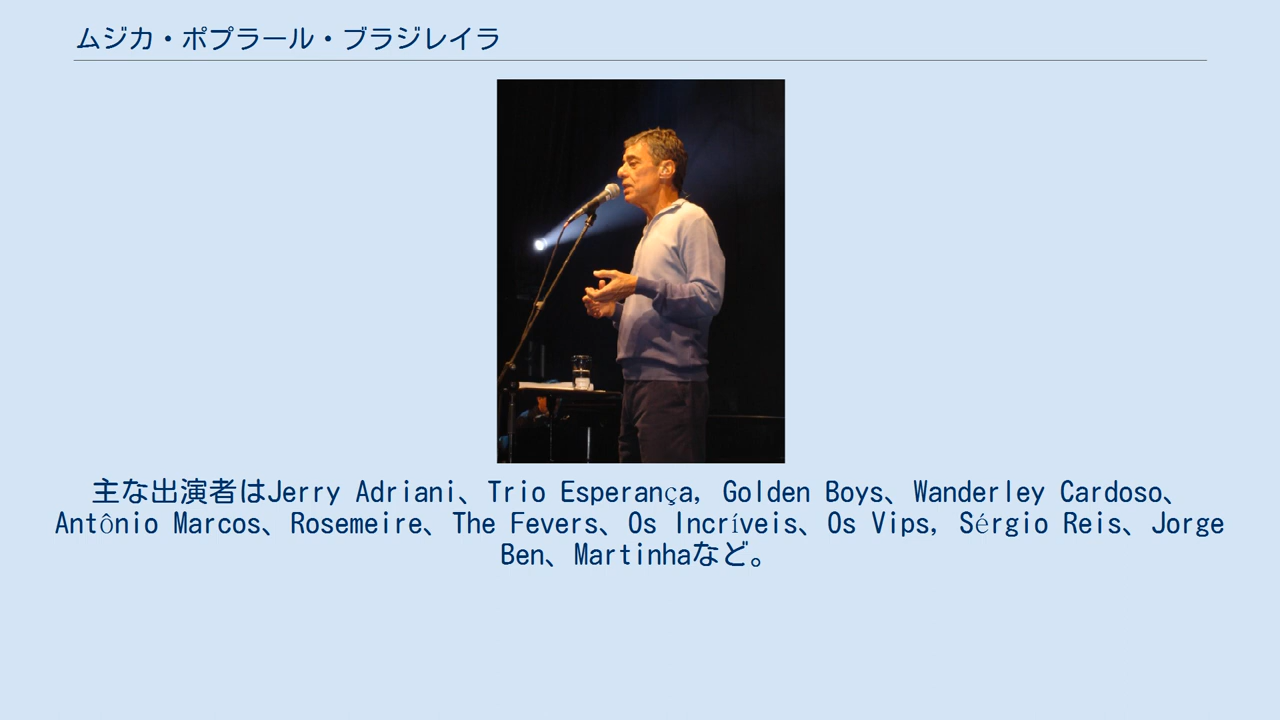 ムジカ・ポプラール・ブラジレイラ
主な出演者はJerry Adriani、Trio Esperança, Golden Boys、Wanderley Cardoso、
Antônio Marcos、Rosemeire、The Fevers、Os Incríveis、Os Vips, Sérgio Reis、Jorge
Ben、Martinhaなど。